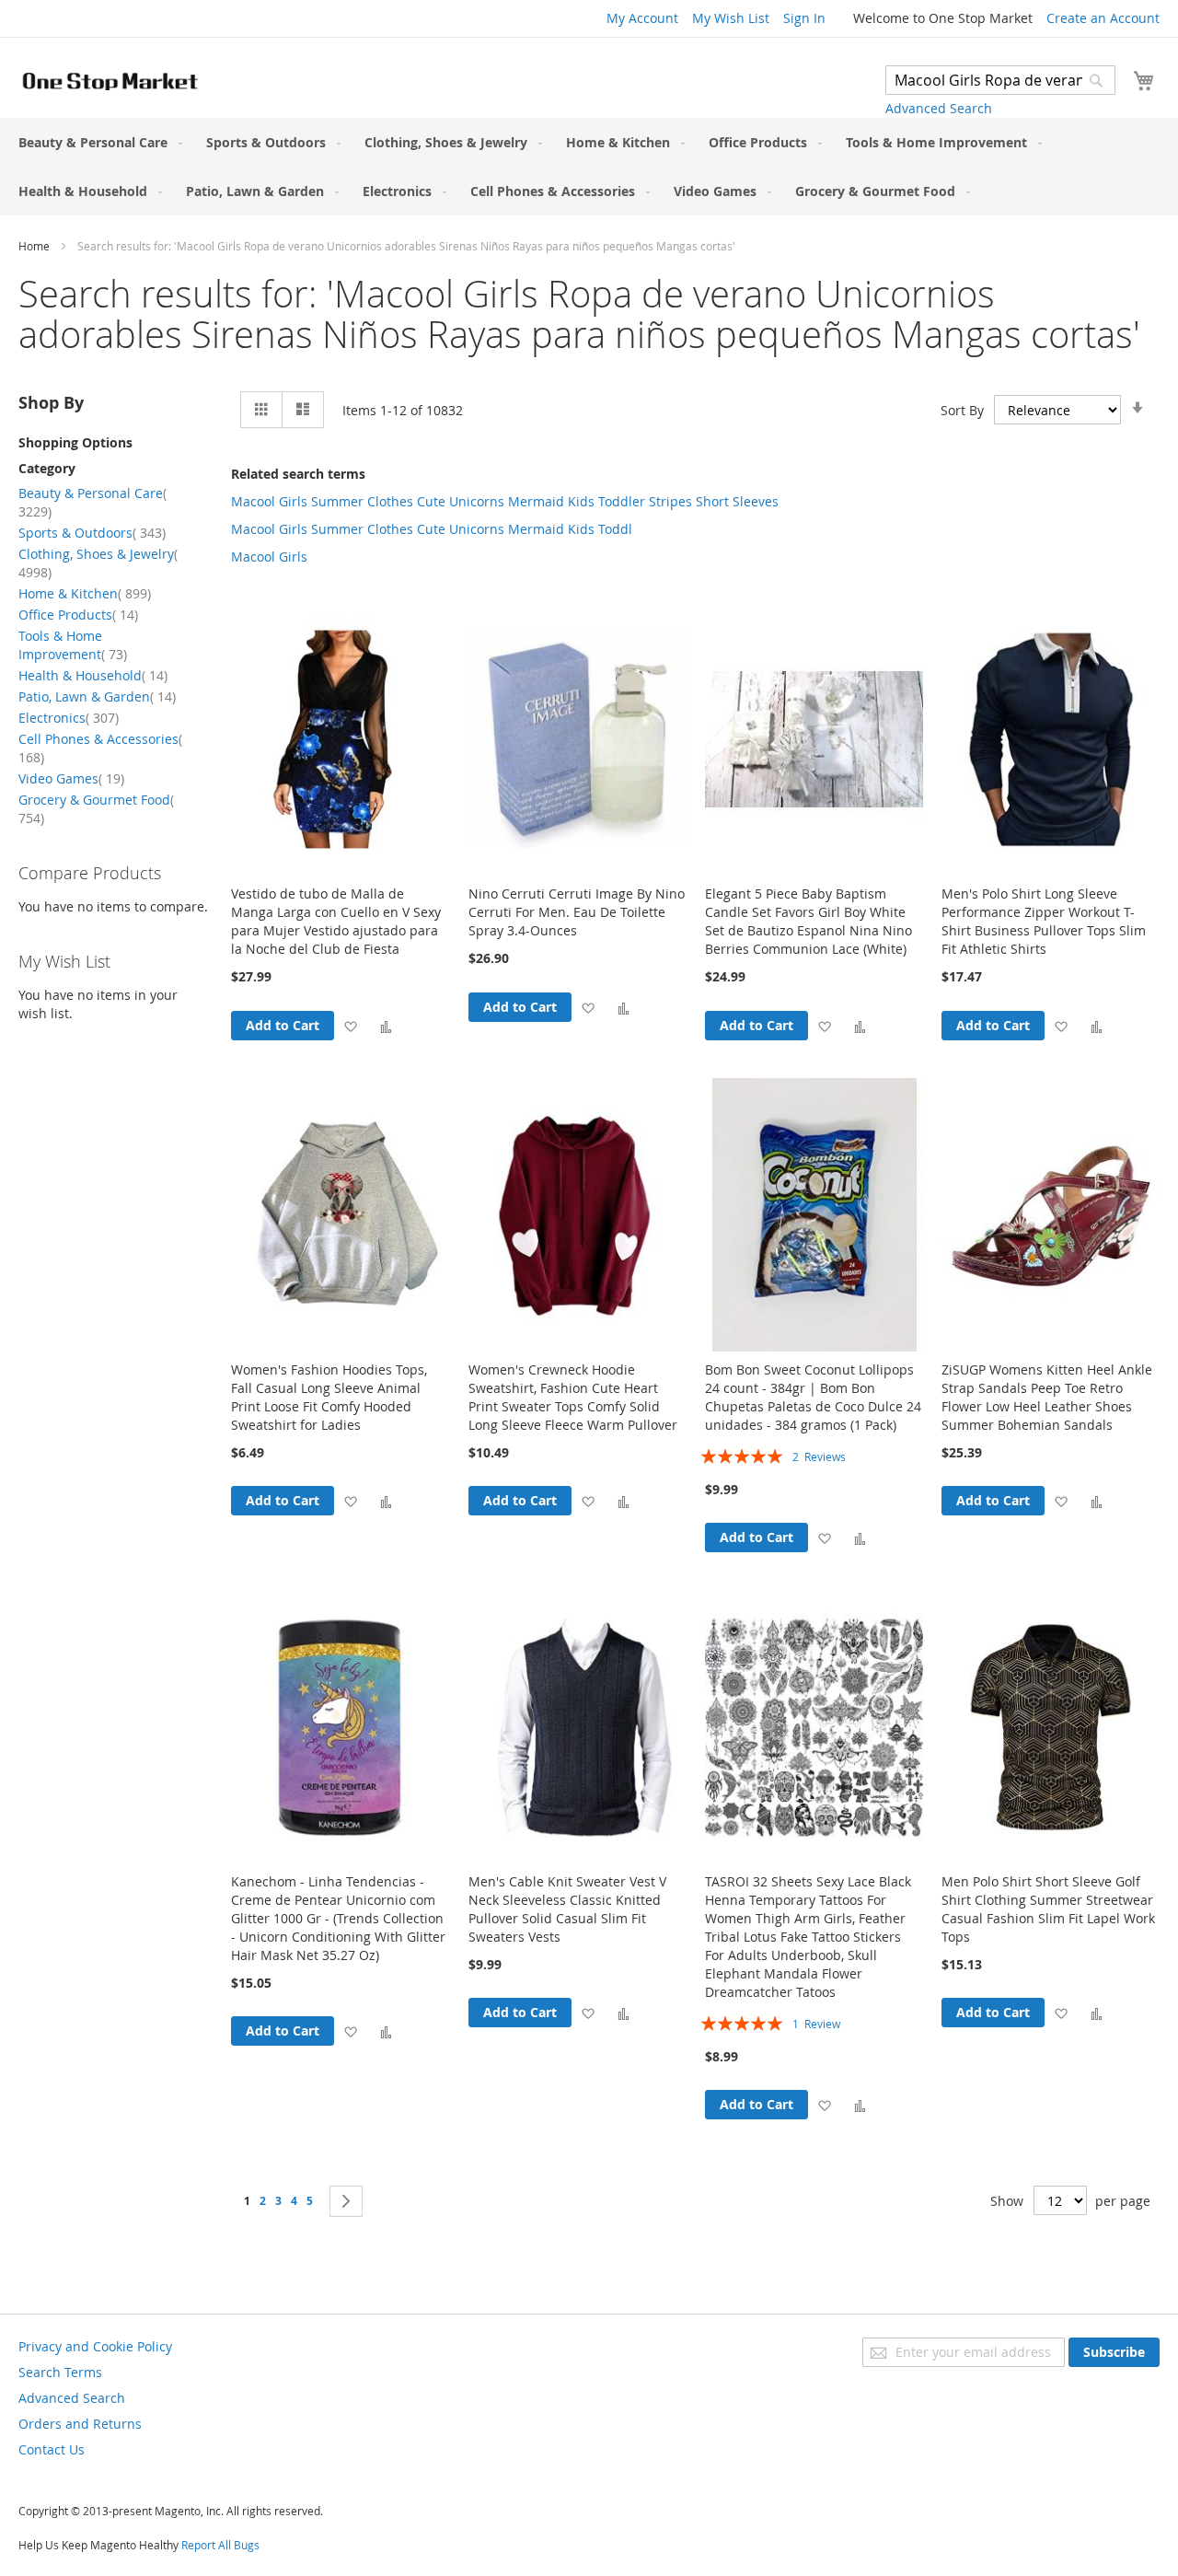 My Account My Wish List Sign In Welcome to One Stop Market Create an Account
One Stop Market
Macool Girls Ropa de veran
Advanced Search
Beauty & Personal Care Sports & Outdoors Clothing, Shoes & Jewelry Home & Kitchen Office Products Tools & Home Improvement
Health & Household Patio, Lawn & Garden Electronics Cell Phones & Accessories Video Games Grocery & Gourmet Food
Home Search results for: 'Macool Girls Ropa de verano Unicornios adorables Sirenas Niños Rayas para niños pequeños Mangas cortas'
Search results for: 'Macool Girls Ropa de verano Unicornios
adorables Sirenas Niños Rayas para niños pequeños Mangas cortas'
Shop By
Shopping Options
Category
Beauty & Personal Care(
3229)
Sports & Outdoors( 343)
Clothing, Shoes & Jewelry(
4998)
Home & Kitchen( 899)
Office Products( 14)
Tools & Home
Improvement( 73)
Health & Household( 14)
Patio, Lawn & Garden( 14)
Electronics( 307)
Cell Phones & Accessories(
168)
Video Games( 19)
Grocery & Gourmet Food(
754)
Compare Products
You have no items to compare.
My Wish List
You have no items in your
wish list.
Items 1-12 of 10832
Sort By Relevance
Related search terms
Macool Girls Summer Clothes Cute Unicorns Mermaid Kids Toddler Stripes Short Sleeves
Macool Girls Summer Clothes Cute Unicorns Mermaid Kids Toddl
Macool Girls
Vestido de tubo de Malla de
Manga Larga con Cuello en V Sexy
para Mujer Vestido ajustado para
la Noche del Club de Fiesta
$27.99
Add to Cart
CERRUTI
IMAGE
Nino Cerruti Cerruti Image By Nino
Cerruti For Men. Eau De Toilette
Spray 3.4-Ounces
$26.90
Add to Cart
Elegant 5 Piece Baby Baptism
Candle Set Favors Girl Boy White
Set de Bautizo Espanol Nina Nino
Berries Communion Lace (White)
$24.99
Add to Cart
Men's Polo Shirt Long Sleeve
Performance Zipper Workout T-
Shirt Business Pullover Tops Slim
Fit Athletic Shirts
$17.47
Add to Cart
Women's Fashion Hoodies Tops,
Fall Casual Long Sleeve Animal
Print Loose Fit Comfy Hooded
Sweatshirt for Ladies
$6.49
Add to Cart
Women's Crewneck Hoodie
Sweatshirt, Fashion Cute Heart
Print Sweater Tops Comfy Solid
Long Sleeve Fleece Warm Pullover
$10.49
Add to Cart
Bombón
Coconut
24
UNIDADES
Bom Bon Sweet Coconut Lollipops
24 count - 384gr | Bom Bon
Chupetas Paletas de Coco Dulce 24
unidades - 384 gramos (1 Pack)
2 Reviews
$9.99
Add to Cart
ZiSUGP Womens Kitten Heel Ankle
Strap Sandals Peep Toe Retro
Flower Low Heel Leather Shoes
Summer Bohemian Sandals
$25.39
Add to Cart
Seja feliz!
É tempo de brilhar
UNICÓRNIO
Com Glitter
CREME DE PENTEAR
SEM ENXAGUE
1kg
KANECHOM
Kanechom - Linha Tendencias -
Creme de Pentear Unicornio com
Glitter 1000 Gr - (Trends Collection
- Unicorn Conditioning With Glitter
Hair Mask Net 35.27 Oz)
$15.05
Add to Cart
Men's Cable Knit Sweater Vest V
Neck Sleeveless Classic Knitted
Pullover Solid Casual Slim Fit
Sweaters Vests
$9.99
Add to Cart
TASROI 32 Sheets Sexy Lace Black
Henna Temporary Tattoos For
Women Thigh Arm Girls, Feather
Tribal Lotus Fake Tattoo Stickers
For Adults Underboob, Skull
Elephant Mandala Flower
Dreamcatcher Tatoos
1 Review
$8.99
Add to Cart
Men Polo Shirt Short Sleeve Golf
Shirt Clothing Summer Streetwear
Casual Fashion Slim Fit Lapel Work
Tops
$15.13
Add to Cart
1 2 3 4 5
Show 12 per page
Privacy and Cookie Policy
Search Terms
Advanced Search
Orders and Returns
Contact Us
Enter your email address Subscribe
Copyright © 2013-present Magento, Inc. All rights reserved.
Help Us Keep Magento Healthy Report All Bugs